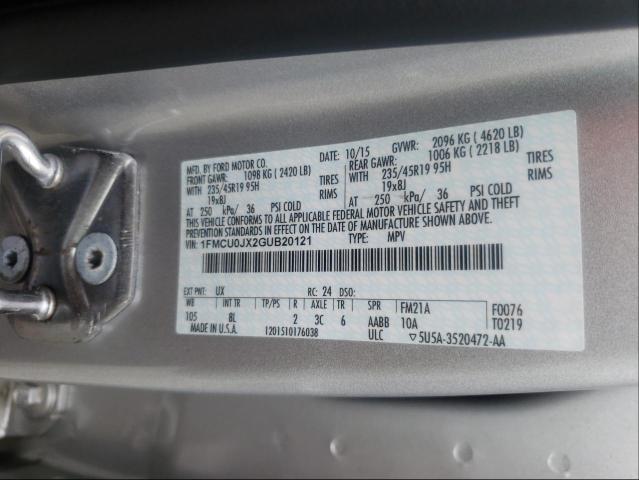 MFD. BY FORD MOTOR CO. DATE: 10/15 GVWR: 2096 KG ( 4620 LB)
FRONT GAWR: 1098 KG ( 2420 LB) REAR GAWR: 1006 KG ( 2218 LB)
WITH 235/45R19 95H TIRES WITH 235/45R19 95H TIRES
19x8J RIMS 19x8J RIMS
AT 250 kPa/ 36 PSI COLD AT 250 kPa/ 36 PSI COLD
THIS VEHICLE CONFORMS TO ALL APPLICABLE FEDERAL MOTOR VEHICLE SAFETY, BUMPER, AND THEFT
PREVENTION STANDARDS IN EFFECT ON THE DATE OF MANUFACTURE SHOWN ABOVE.
VIN: 1FMCU0JX2GUB20121 TYPE: MPV
EXT PNT: UX RC: 24 DSO:
WB INT TR TP/PS R AXLE TR SPR FM21A F0076
105 8L 2 3C 6 AABB 10A T0219
MADE IN U.S.A. 1201510176038 ULC ▽5U5A-3520472-AA